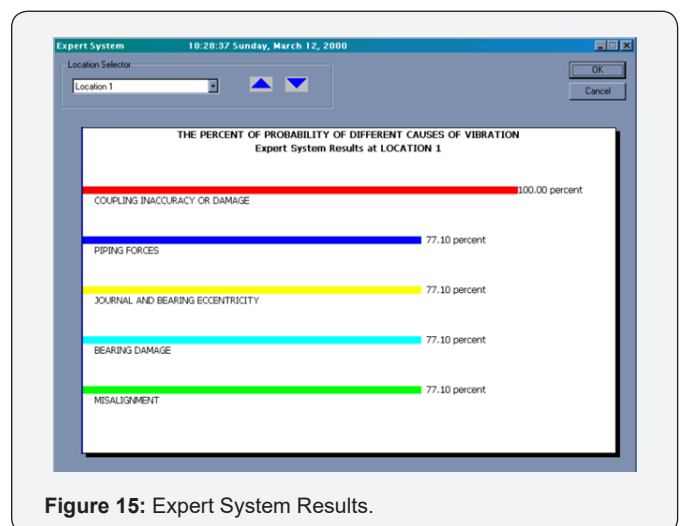 Expert System 10:28:37 Sunday, March 12, 2000
Location Selector
Location 1
OK
Cancel
THE PERCENT OF PROBABILITY OF DIFFERENT CAUSES OF VIBRATION
Expert System Results at LOCATION 1
100.00 percent
COUPLING INACCURACY OR DAMAGE
77.10 percent
PIPING FORCES
77.10 percent
JOURNAL AND BEARING ECCENTRICITY
77.10 percent
BEARING DAMAGE
77.10 percent
MISALIGNMENT
Figure 15: Expert System Results.